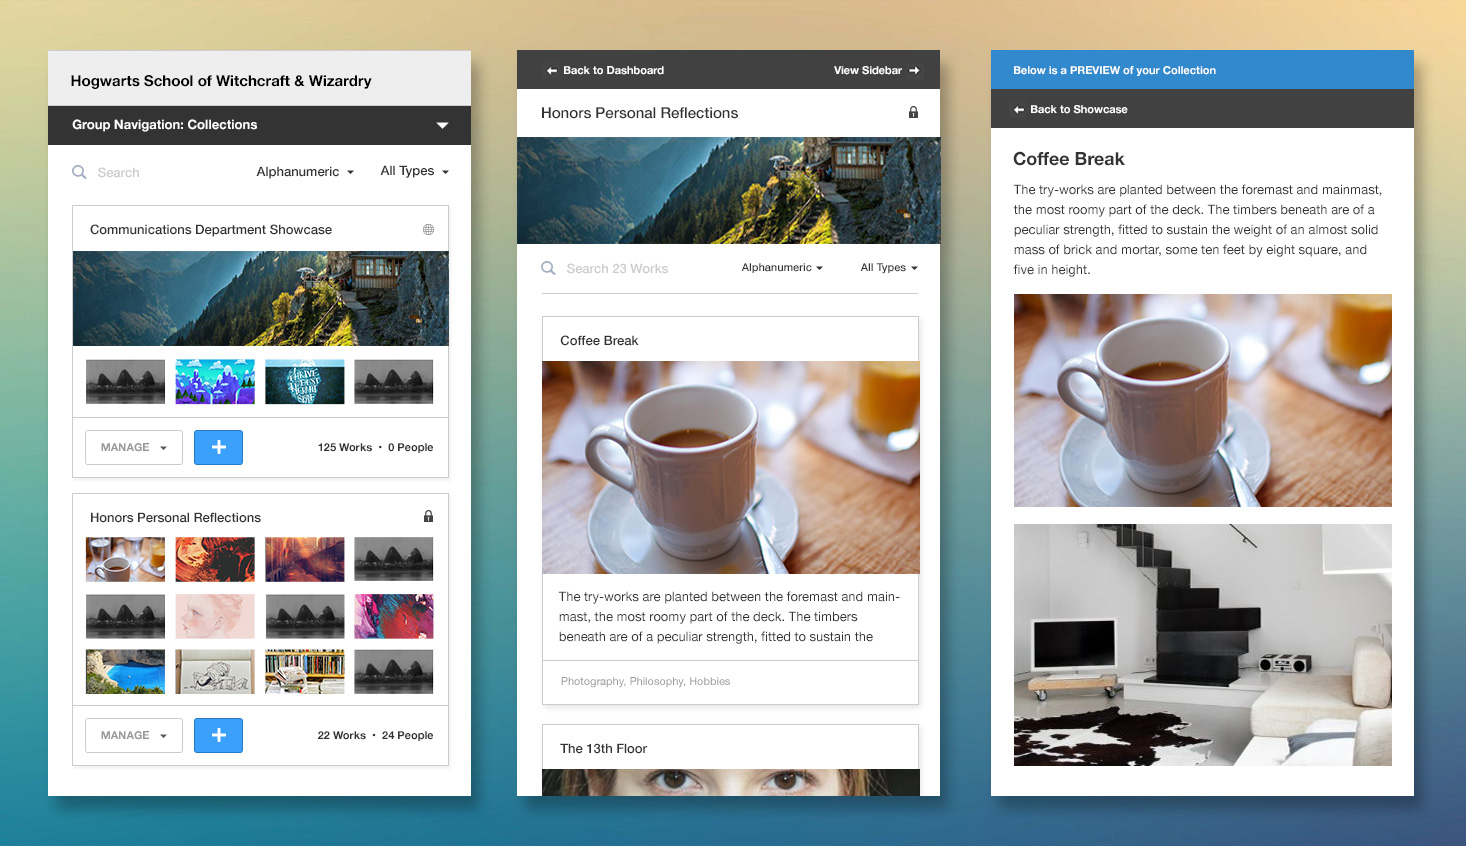 Hogwarts School of Witchcraft & Wizardry
Group Navigation: Collections
Search
Alphanumeric
All Types
Communications Department Showcase
THRIVE
MANAGE
125 Works • 0 People
Honors Personal Reflections
MANAGE
22 Works • 24 People
Back to Dashboard
View Sidebar
Honors Personal Reflections
Search 23 Works
Alphanumeric
All Types
Coffee Break
The try-works are planted between the foremast and main-
mast, the most roomy part of the deck. The timbers
beneath are of a peculiar strength, fitted to sustain the
Photography, Philosophy, Hobbies
The 13th Floor
Below is a PREVIEW of your Collection
Back to Showcase
Coffee Break
The try-works are planted between the foremast and mainmast,
the most roomy part of the deck. The timbers beneath are of a
peculiar strength, fitted to sustain the weight of an almost solid
mass of brick and mortar, some ten feet by eight square, and
five in height.